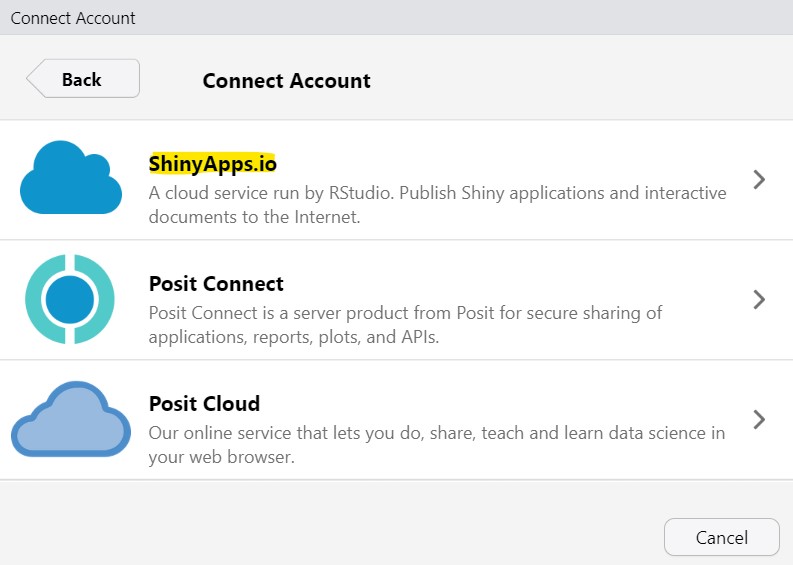 Connect Account
Back
Connect Account
ShinyApps.io
A cloud service run by RStudio. Publish Shiny applications and interactive
documents to the Internet.
Posit Connect
Posit Connect is a server product from Posit for secure sharing of
applications, reports, plots, and APIs.
Posit Cloud
Our online service that lets you do, share, teach and learn data science in
your web browser.
Cancel